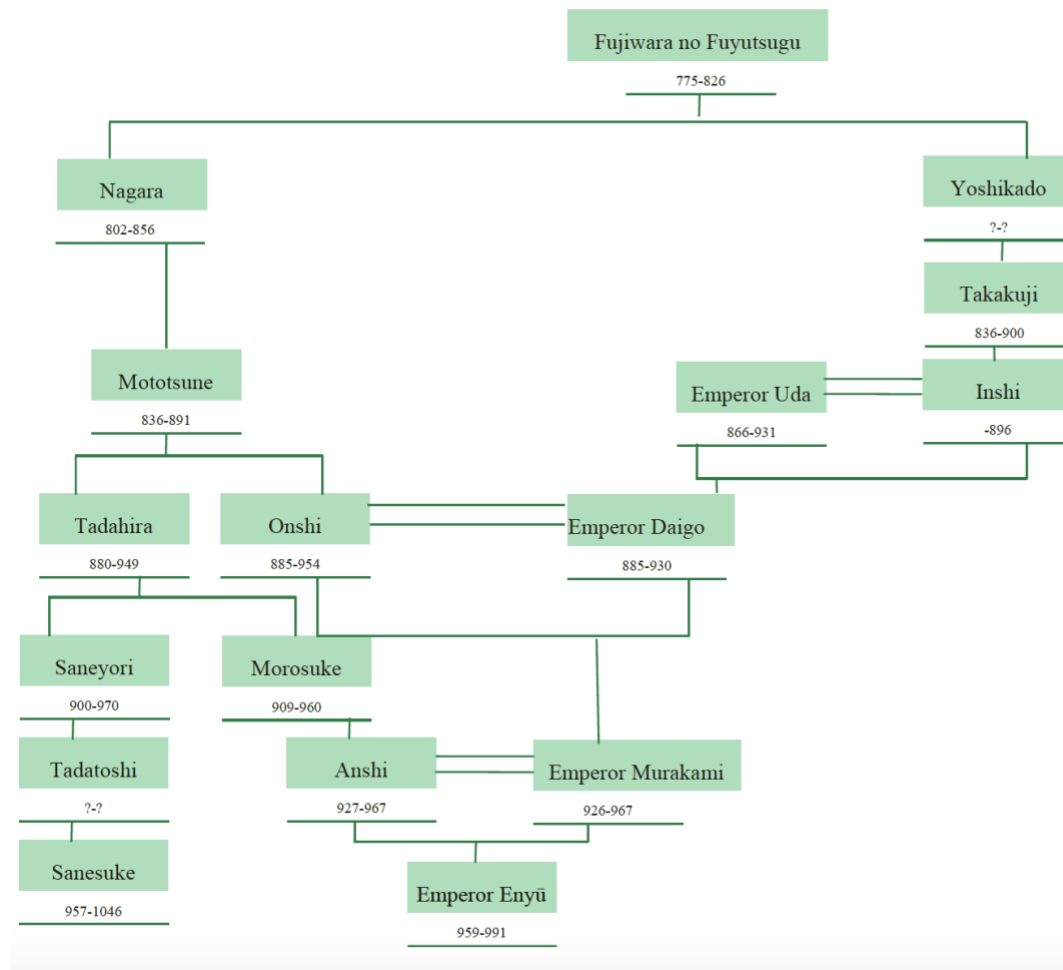 Fujiwara no Fuyutsugu
775-826
Nagara
802-856
Yoshikado
?-?
Takakuji
836-900
Mototsune
836-891
Emperor Uda
866-931
Inshi
-896
Tadahira
880-949
Onshi
885-954
Emperor Daigo
885-930
Saneyori
900-970
Morosuke
909-960
Tadatoshi
?-?
Anshi
927-967
Emperor Murakami
926-967
Sanesuke
957-1046
Emperor Enyū
959-991